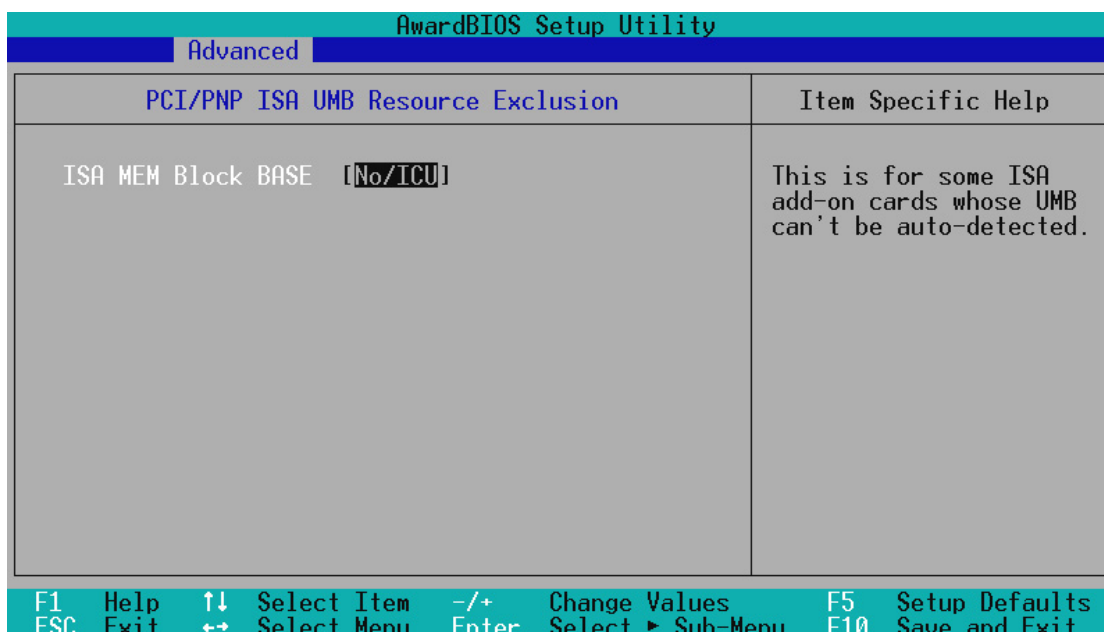 AwardBIOS Setup Utility
Advanced
PCI/PNP ISA UMB Resource Exclusion
Item Specific Help
ISA MEM Block BASE [No/ICU]
This is for some ISA
add-on cards whose UMB
can't be auto-detected.
F1 Help ↑↓ Select Item -/+ Change Values F5 Setup Defaults
ESC Exit ←→ Select Menu Enter Select ► Sub-Menu F10 Save and Exit